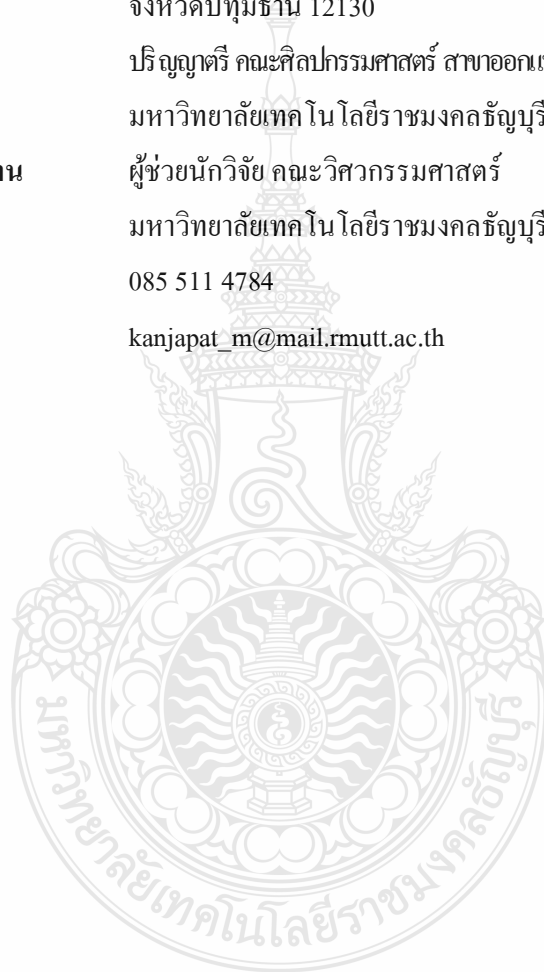 จังหวัดปทุมธานี 12130
ปริญญาตรี คณะศิลปกรรมศาสตร์ สาขาออกแ
มหาวิทยาลัยเทคโนโลยีราชมงคลธัญบุรี
ผู้ช่วยนักวิจัย คณะวิศวกรรมศาสตร์
มหาวิทยาลัยเทคโนโลยีราชมงคลธัญบุรี
085 511 4784
kanjapat_m@mail.rmutt.ac.th
มหาวิทยาลัยเทคโนโลยีราชมงคลธัญบุรี